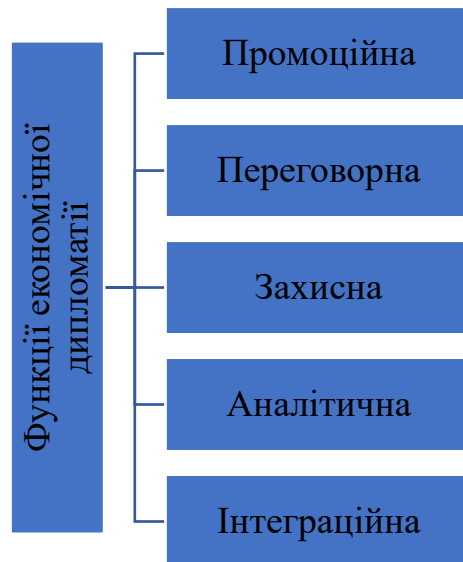 Функції економічної
дипломатії
Промоційна
Переговорна
Захисна
Аналітична
Інтеграційна